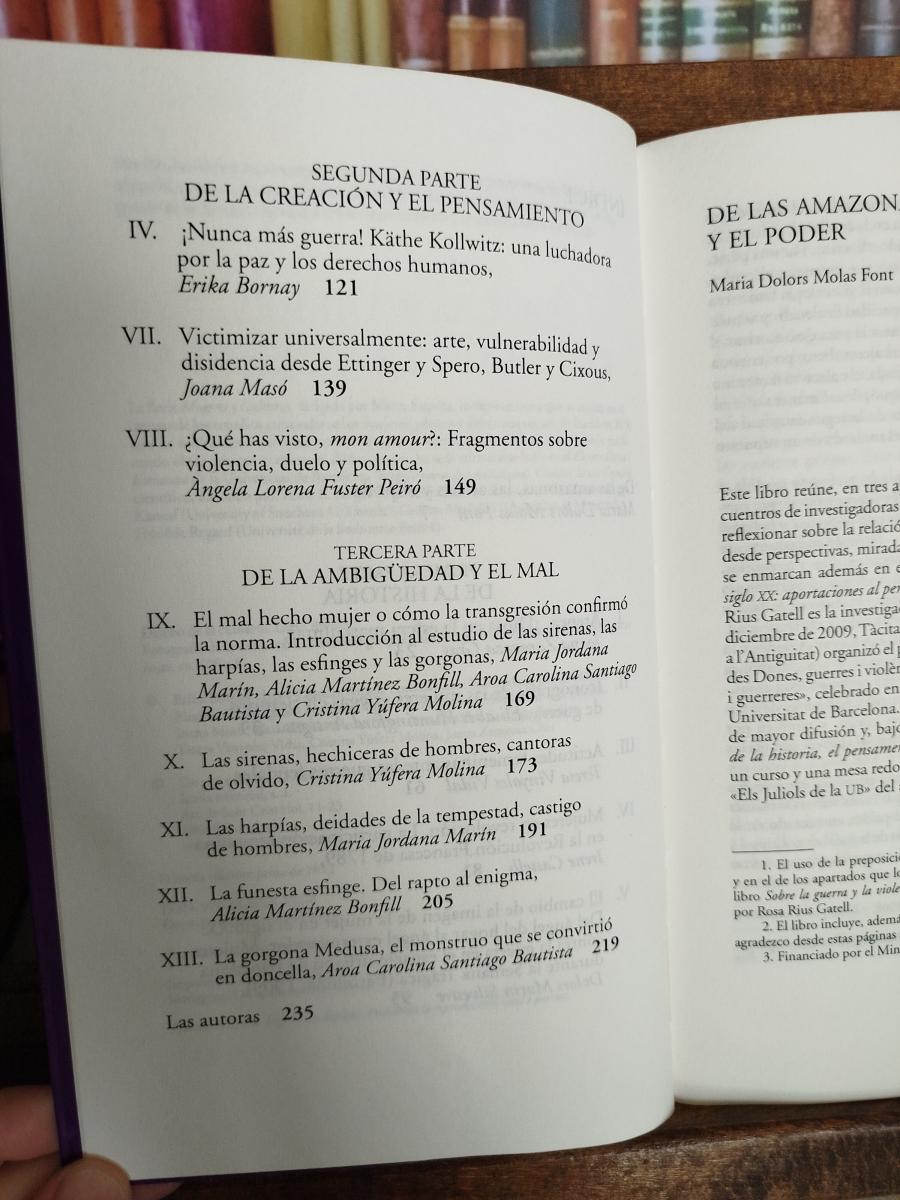 SEGUNDA PARTE
DE LA CREACIÓN Y EL PENSAMIENTO
IV. ¡Nunca más guerra! Käthe Kollwitz: una luchadora
por la paz y los derechos humanos,
Erika Bornay 121
VII. Victimizar universalmente: arte, vulnerabilidad y
disidencia desde Ettinger y Spero, Butler y Cixous,
Joana Masó 139
VIII. ¿Qué has visto, mon amour?: Fragmentos sobre
violencia, duelo y política,
Àngela Lorena Fuster Peiró 149
TERCERA PARTE
DE LA AMBIGÜEDAD Y EL MAL
IX. El mal hecho mujer o cómo la transgresión confirmó
la norma. Introducción al estudio de las sirenas, las
harpías, las esfinges y las gorgonas, Maria Jordana
Marín, Alicia Martínez Bonfill, Aroa Carolina Santiago
Bautista y Cristina Yúfera Molina 169
X. Las sirenas, hechiceras de hombres, cantoras
de olvido, Cristina Yúfera Molina 173
XI. Las harpías, deidades de la tempestad, castigo
de hombres, Maria Jordana Marín 191
XII. La funesta esfinge. Del rapto al enigma,
Alicia Martínez Bonfill 205
XIII. La gorgona Medusa, el monstruo que se convirtió
en doncella, Aroa Carolina Santiago Bautista 219
Las autoras 235
DE LAS AMAZONA
Y EL PODER
Maria Dolors Molas Font
Este libro reúne, en tres a
cuentros de investigadoras
reflexionar sobre la relació
desde perspectivas, mirada
se enmarcan además en e
siglo XX: aportaciones al per
Rius Gatell es la investigad
diciembre de 2009, Tàcita
a l'Antiguitat) organizó el p
des Dones, guerres i violèn
i guerreres», celebrado en
Universitat de Barcelona.
de mayor difusión y, bajo
de la historia, el pensamen
un curso y una mesa redo
«Els Juliols de la UB» del a
1. El uso de la preposició
y en el de los apartados que lo
libro Sobre la guerra y la viole
por Rosa Rius Gatell.
2. El libro incluye, ademá
agradezco desde estas páginas
3. Financiado por el Min